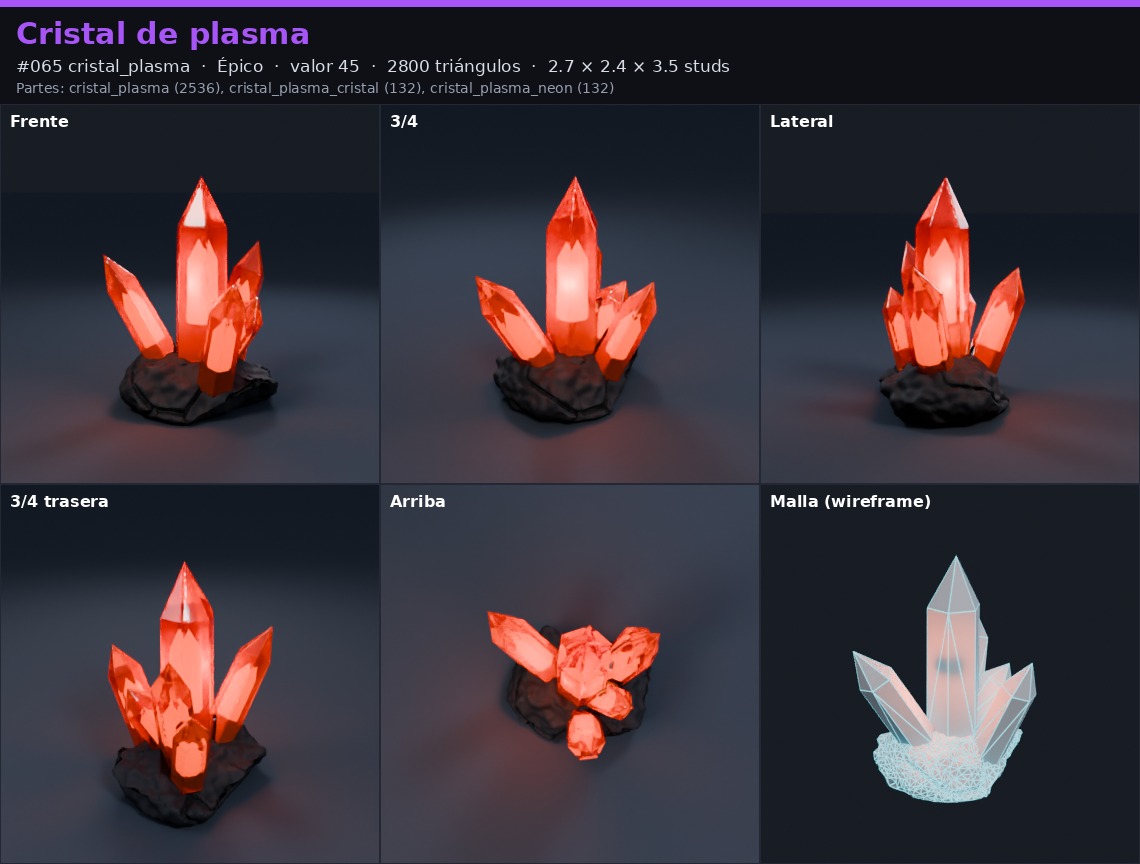 Cristal de plasma
#065 cristal_plasma · Épico · valor 45 · 2800 triángulos · 2.7 × 2.4 × 3.5 studs
Partes: cristal_plasma (2536), cristal_plasma_cristal (132), cristal_plasma_neon (132)
Frente
3/4
Lateral
3/4 trasera
Arriba
Malla (wireframe)